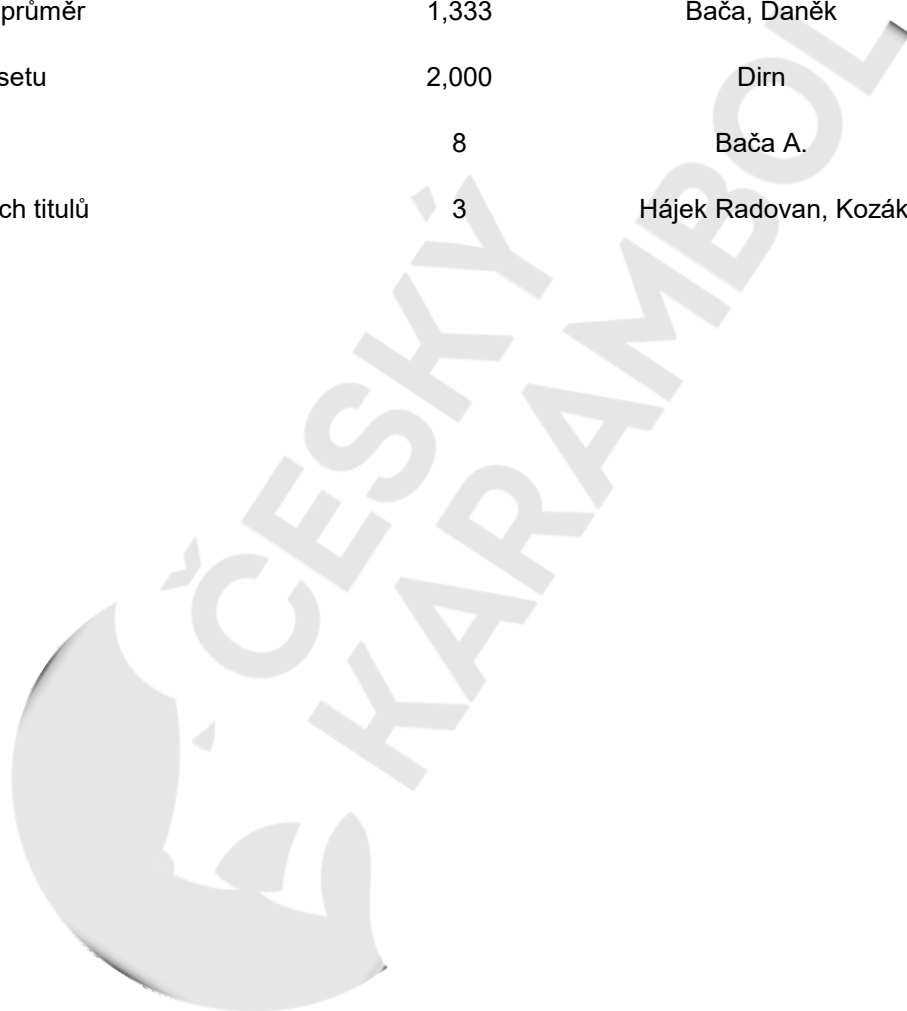 průměr 1,333 Bača, Daněk
setu 2,000 Dirn
8 Bača A.
ch titulů 3 Hájek Radovan, Kozák
ČESKÝ
KARAMBOL